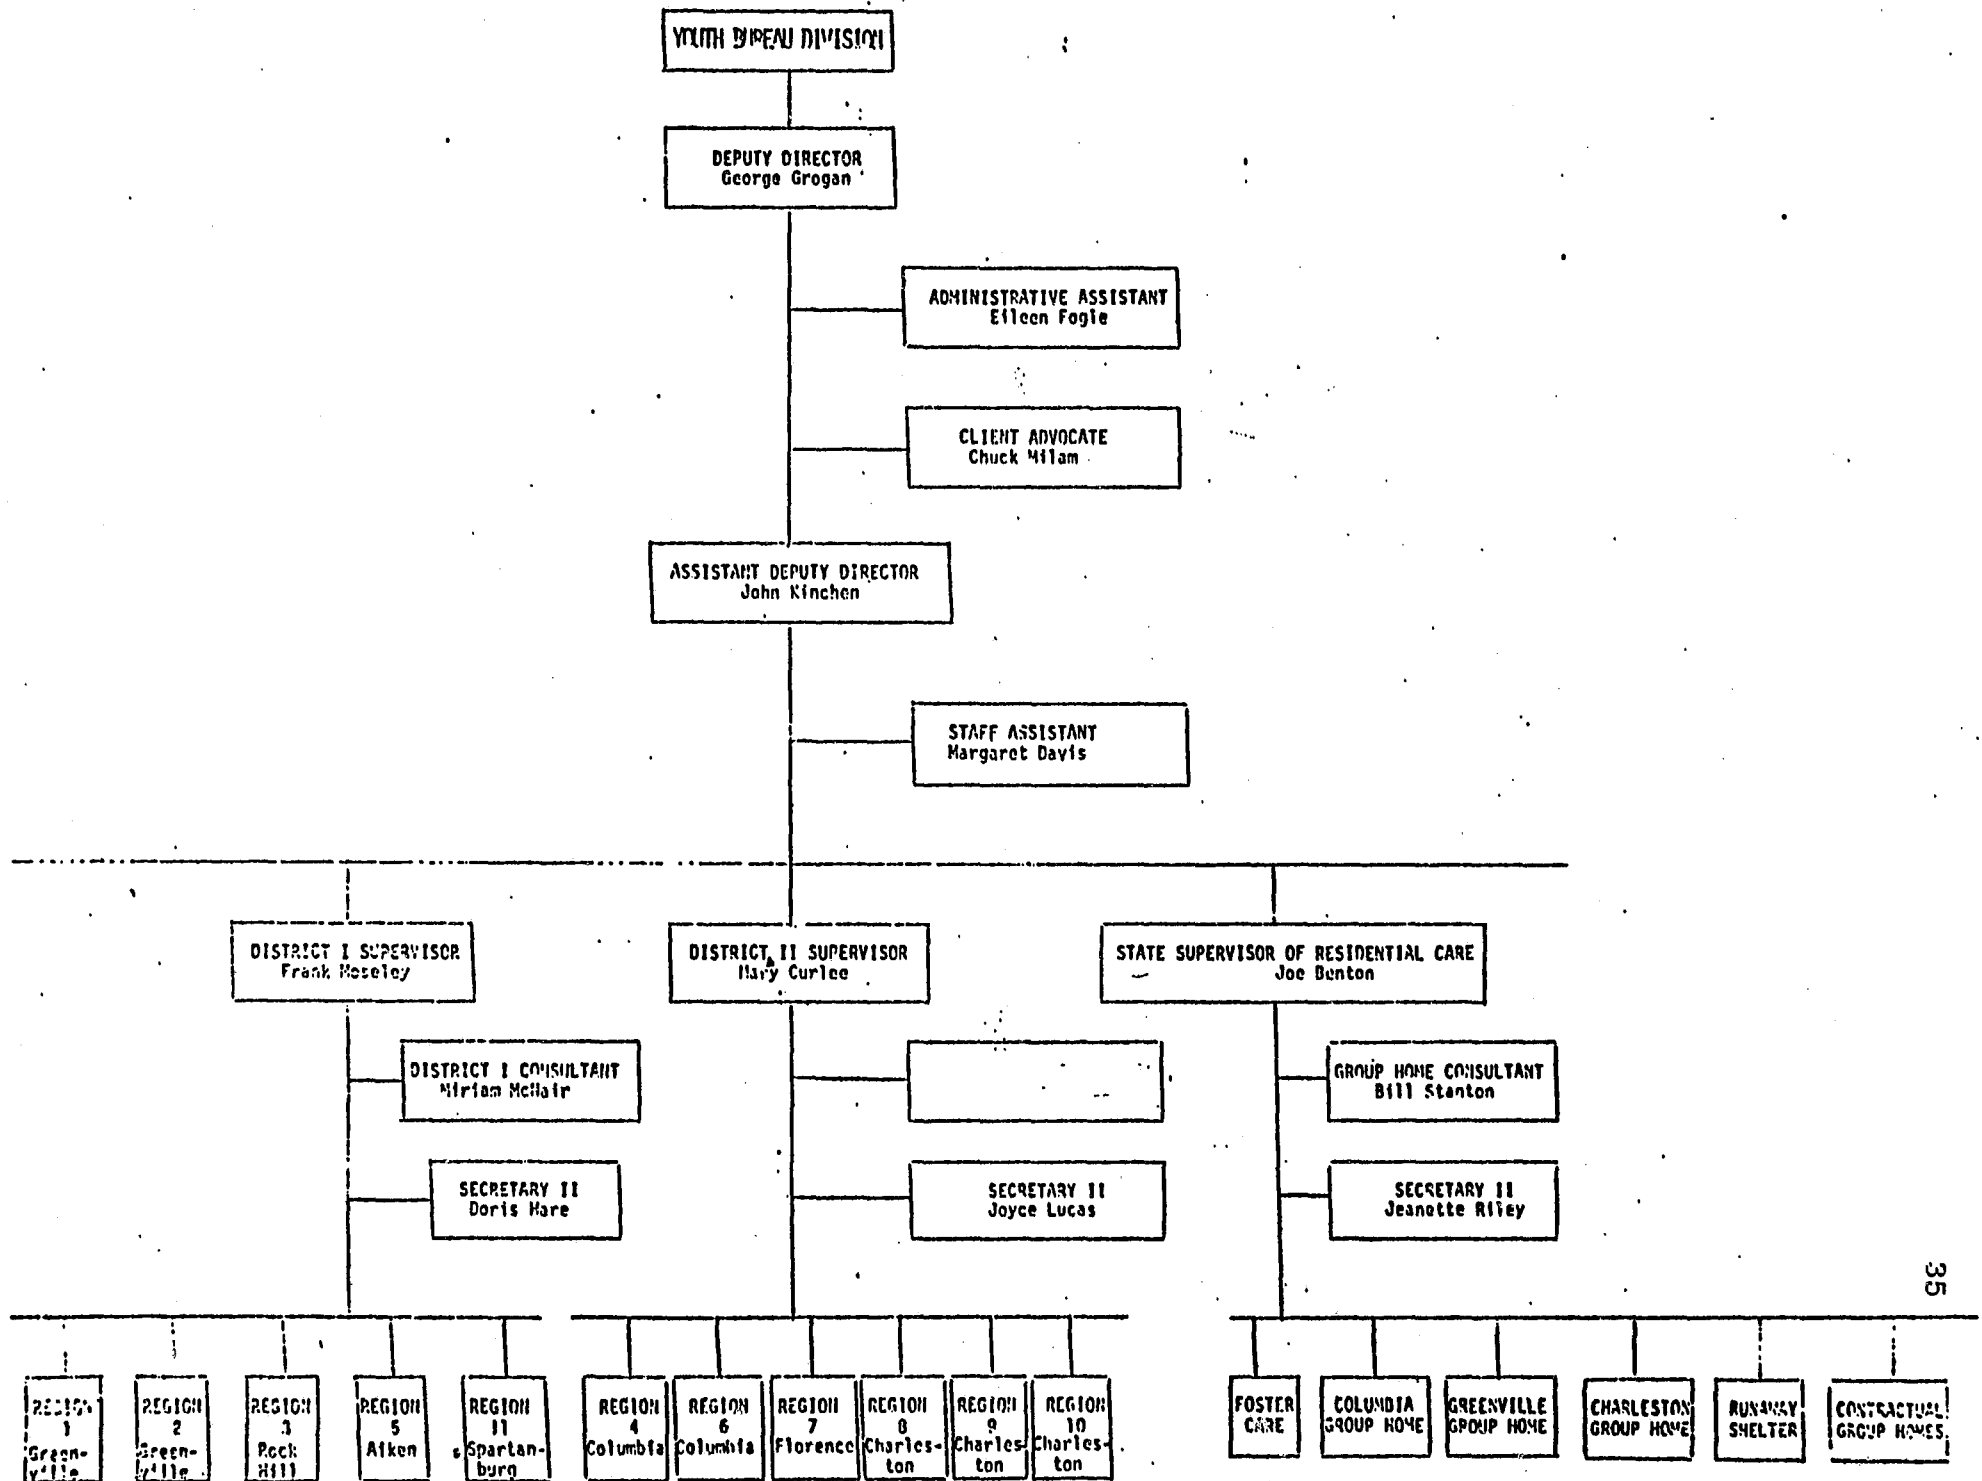 YOUTH BUREAU DIVISION
DEPUTY DIRECTOR
George Grogan
ADMINISTRATIVE ASSISTANT
Eileen Fogle
CLIENT ADVOCATE
Chuck Milam
ASSISTANT DEPUTY DIRECTOR
John Kinchen
STAFF ASSISTANT
Margaret Davis
DISTRICT I SUPERVISOR
Frank Moseley
DISTRICT II SUPERVISOR
Mary Curlee
STATE SUPERVISOR OF RESIDENTIAL CARE
Joe Benton
DISTRICT I CONSULTANT
Miriam McNair
GROUP HOME CONSULTANT
Bill Stanton
SECRETARY II
Doris Hare
SECRETARY II
Joyce Lucas
SECRETARY II
Jeanette Riley
35
REGION
1
Green-
ville
REGION
2
Green-
ville
REGION
3
Rock
Hill
REGION
5
Aiken
REGION
11
Spartan-
burg
REGION
4
Columbia
REGION
6
Columbia
REGION
7
Florence
REGION
8
Charles-
ton
REGION
9
Charles-
ton
REGION
10
Charles-
ton
FOSTER
CARE
COLUMBIA
GROUP HOME
GREENVILLE
GROUP HOME
CHARLESTON
GROUP HOME
RUNAWAY
SHELTER
CONTRACTUAL
GROUP HOMES